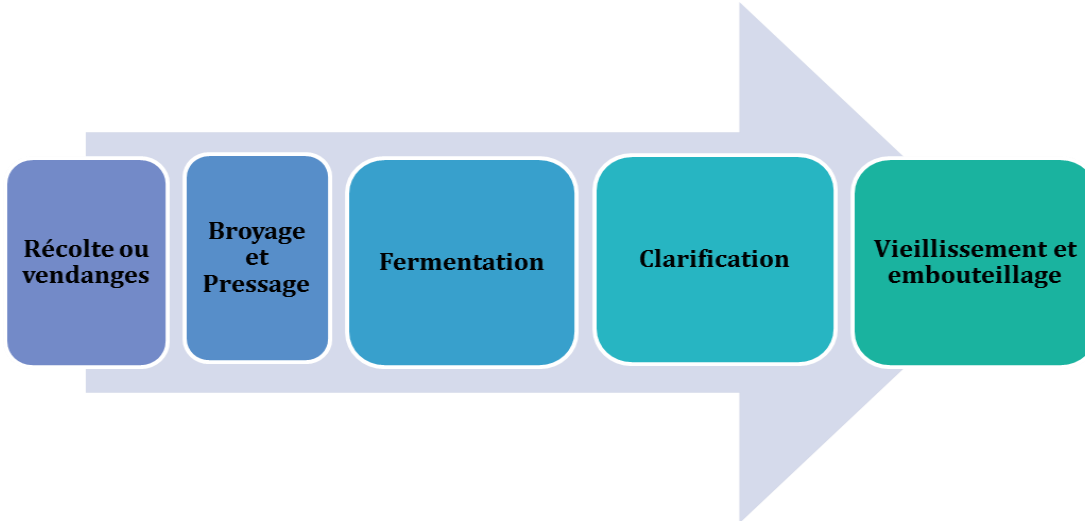 Récolte ou
vendanges
Broyage
et
Pressage
Fermentation
Clarification
Vieillissement et
embouteillage